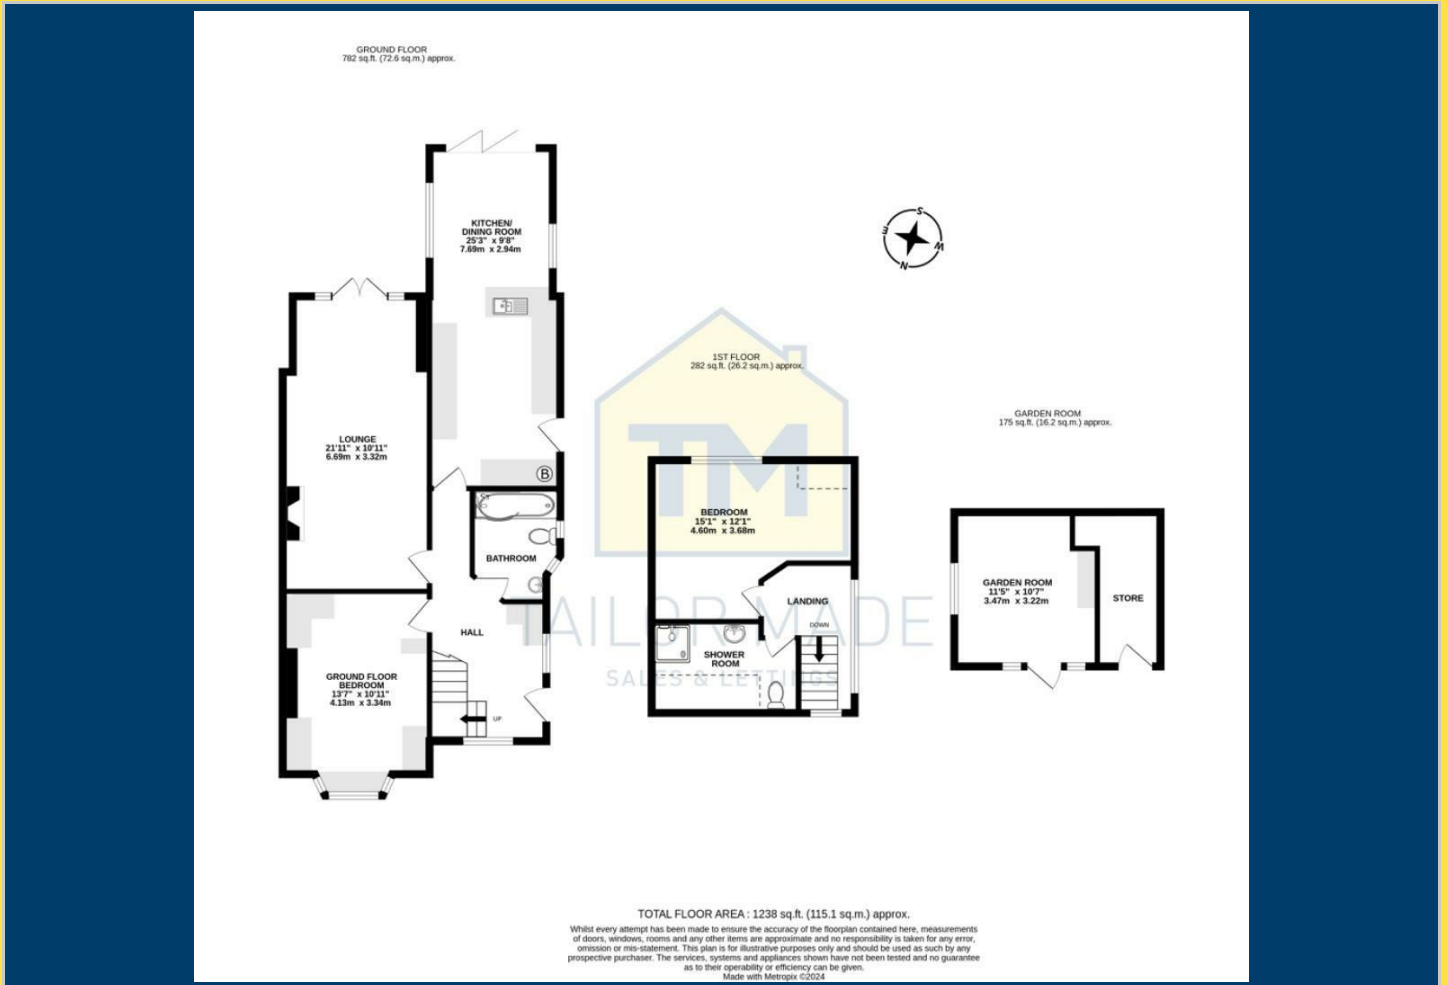 GROUND FLOOR
782 sq.ft. (72.6 sq.m.) approx.
KITCHEN/
DINING ROOM
25'3" x 9'8"
7.69m x 2.94m
S
E
W
N
1ST FLOOR
282 sq.ft. (26.2 sq.m.) approx.
GARDEN ROOM
175 sq.ft. (16.2 sq.m.) approx.
LOUNGE
21'11" x 10'11"
6.69m x 3.32m
B
TM
BEDROOM
15'1" x 12'1"
4.60m x 3.68m
BATHROOM
GARDEN ROOM
11'5" x 10'7"
3.47m x 3.22m
STORE
LANDING
DOWN
TAILOR MADE
SALES & LETTINGS
HALL
SHOWER
ROOM
GROUND FLOOR
BEDROOM
13'7" x 10'11"
4.13m x 3.34m
UP
TOTAL FLOOR AREA : 1238 sq.ft. (115.1 sq.m.) approx.
Whilst every attempt has been made to ensure the accuracy of the floorplan contained here, measurements
of doors, windows, rooms and any other items are approximate and no responsibility is taken for any error,
omission or mis-statement. This plan is for illustrative purposes only and should be used as such by any
prospective purchaser. The services, systems and appliances shown have not been tested and no guarantee
as to their operability or efficiency can be given.
Made with Metropix ©2024